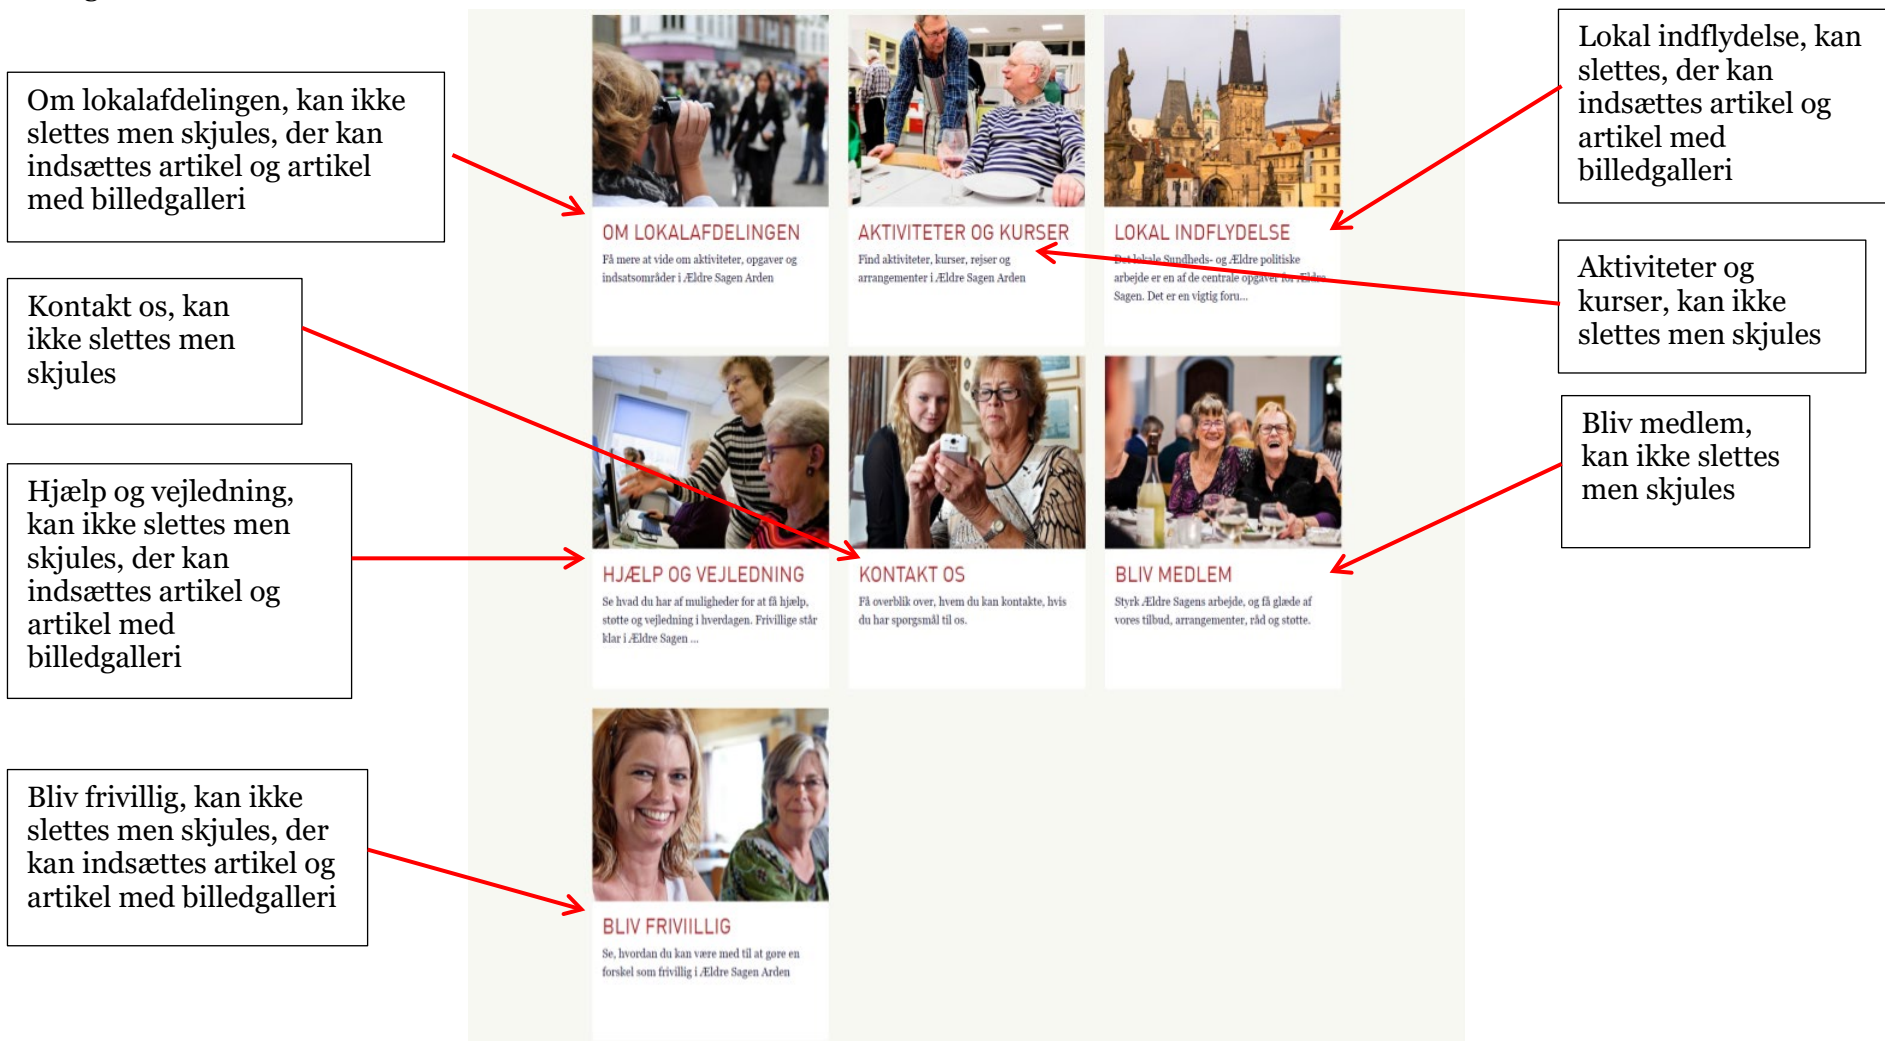 Om lokalafdelingen, kan ikke
slettes men skjules, der kan
indsættes artikel og artikel
med billedgalleri
Kontakt os, kan
ikke slettes men
skjules
Hjælp og vejledning,
kan ikke slettes men
skjules, der kan
indsættes artikel og
artikel med
billedgalleri
Bliv frivillig, kan ikke
slettes men skjules, der
kan indsættes artikel og
artikel med billedgalleri
OM LOKALAFDELINGEN
Få mere at vide om aktiviteter, opgaver og
indsatsområder i Ældre Sagen Arden
AKTIVITETER OG KURSER
Find aktiviteter, kurser, rejser og
arrangementer i Ældre Sagen Arden
LOKAL INDFLYDELSE
Det lokale Sundheds- og Ældre politiske
arbejde er en af de centrale opgaver for Ældre
Sagen. Det er en vigtig foru...
HJÆLP OG VEJLEDNING
Se hvad du har af muligheder for at få hjælp,
støtte og vejledning i hverdagen. Frivillige står
klar i Ældre Sagen ...
KONTAKT OS
Få overblik over, hvem du kan kontakte, hvis
du har spørgsmål til os.
BLIV MEDLEM
Styrk Ældre Sagens arbejde, og få glæde af
vores tilbud, arrangementer, råd og støtte.
BLIV FRIVIILLIG
Se, hvordan du kan være med til at gøre en
forskel som frivillig i Ældre Sagen Arden
Lokal indflydelse, kan
slettes, der kan
indsættes artikel og
artikel med
billedgalleri
Aktiviteter og
kurser, kan ikke
slettes men skjules
Bliv medlem,
kan ikke slettes
men skjules